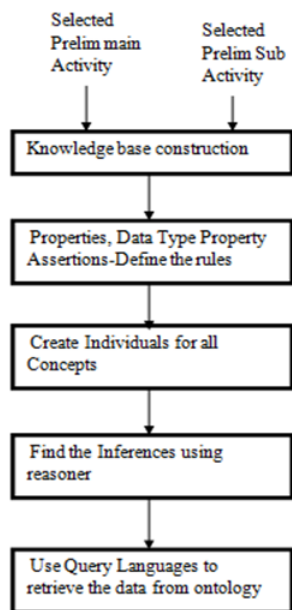 Selected
Prelim main
Activity
Selected
Prelim Sub
Activity
Knowledge base construction
Properties, Data Type Property
Assertions-Define the rules
Create Individuals for all
Concepts
Find the Inferences using
reasoner
Use Query Languages to
retrieve the data from ontology